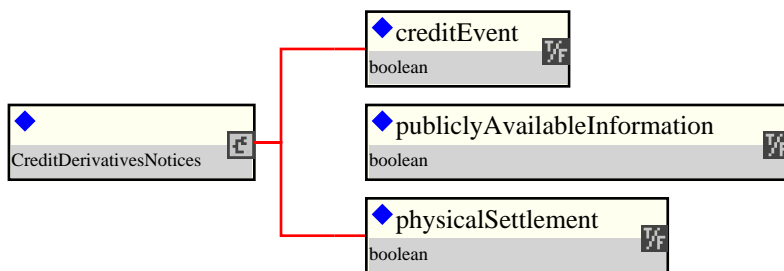 creditEvent
T/F
boolean
publiclyAvailableInformation
T/F
boolean
CreditDerivativesNotices
physicalSettlement
T/F
boolean